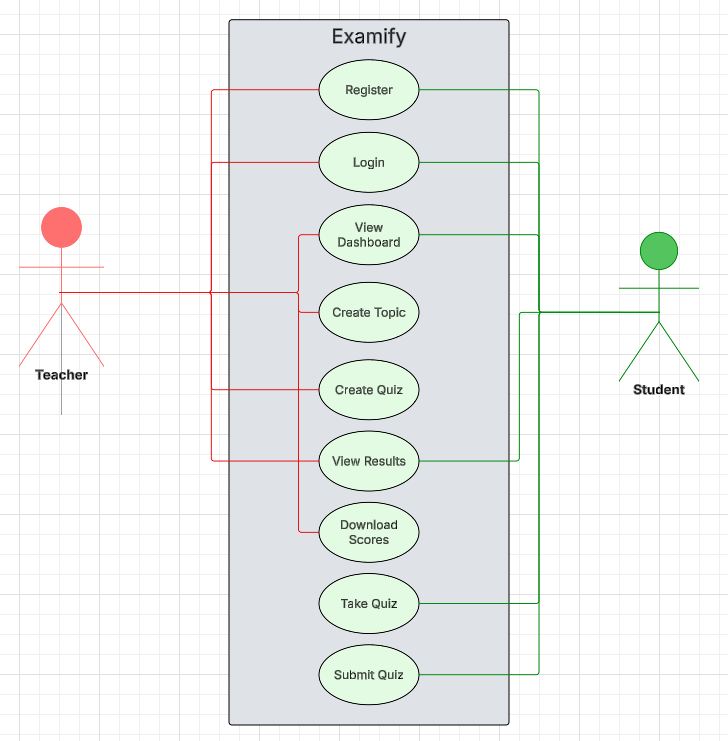 Examify
Register
Login
View
Dashboard
Create Topic
Create Quiz
View Results
Download
Scores
Take Quiz
Submit Quiz
Teacher
Student